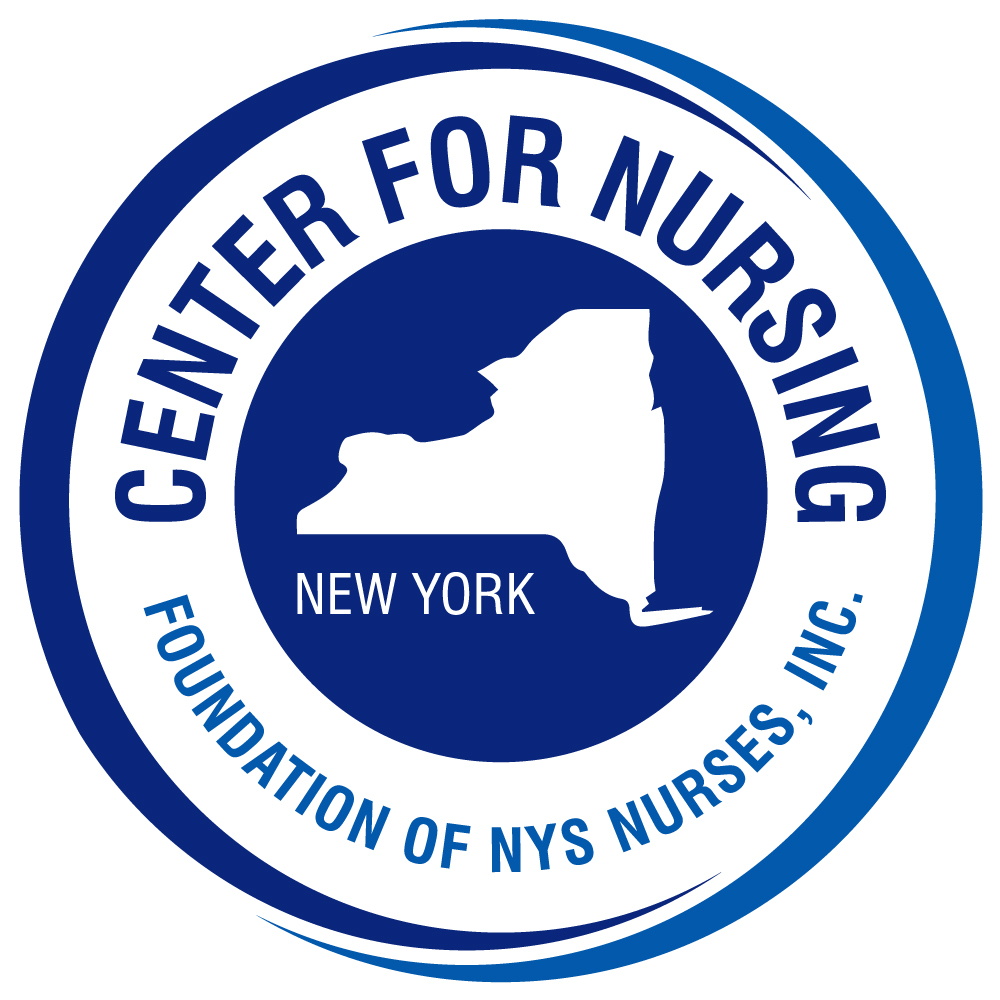 CENTER FOR NURSING
NEW YORK
FOUNDATION OF NYS NURSES, INC.